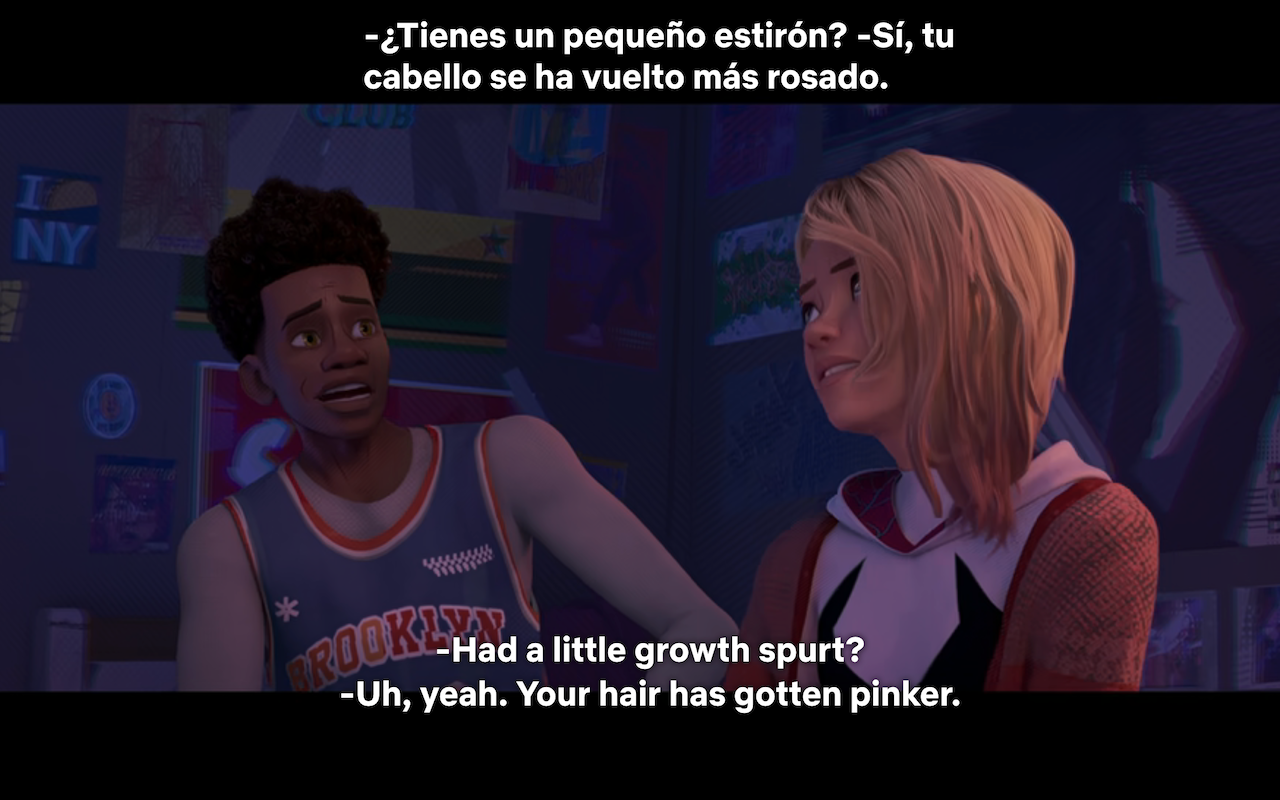 -¿Tienes un pequeño estirón? -Sí, tu
cabello se ha vuelto más rosado.
CLUB
I
NY
BROOKLYN
-Had a little growth spurt?
-Uh, yeah. Your hair has gotten pinker.